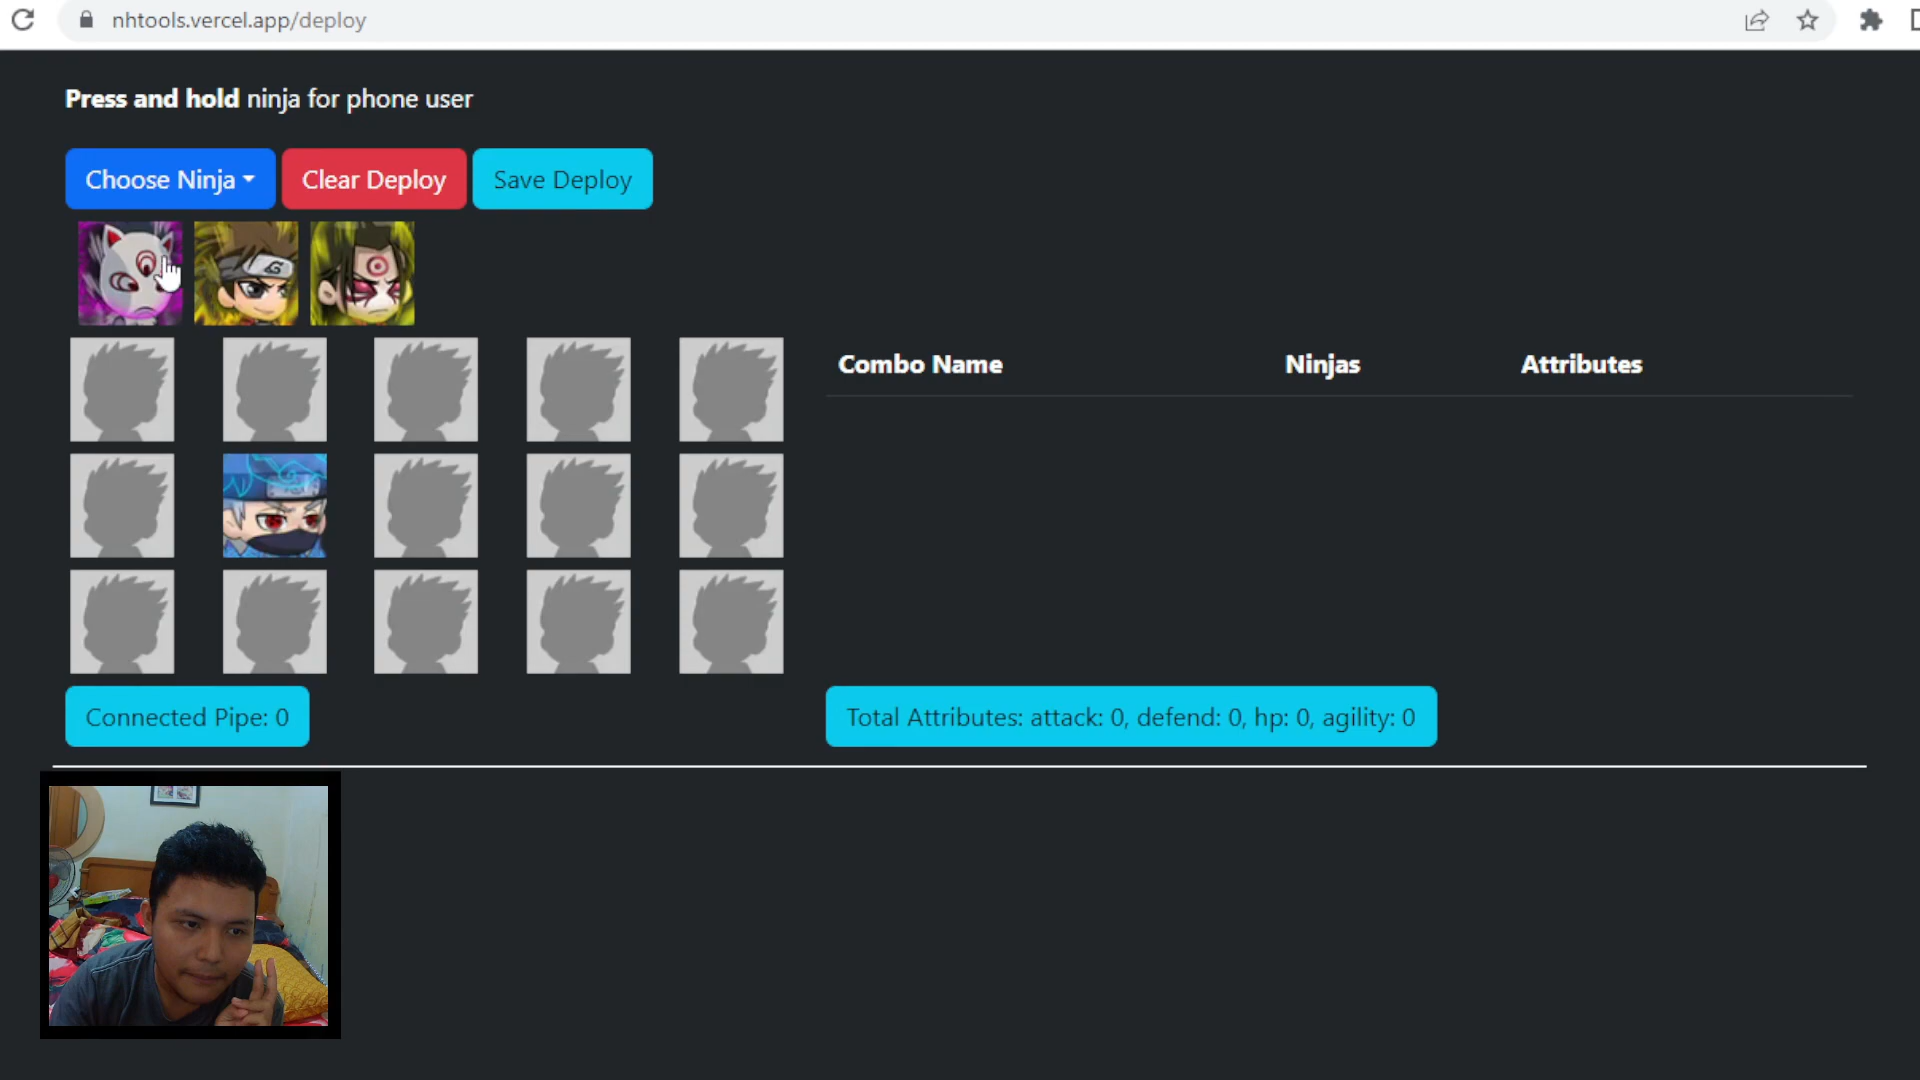 nhtools.vercel.app/deploy
Press and hold ninja for phone user
Choose Ninja Clear Deploy Save Deploy
Combo Name Ninjas Attributes
Connected Pipe: 0 Total Attributes: attack: 0, defend: 0, hp: 0, agility: 0